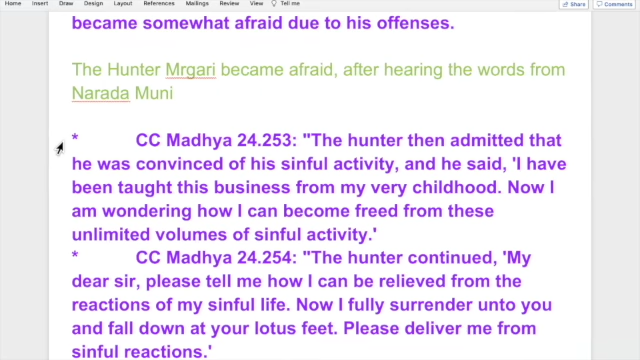 Home Insert Draw Design Layout References Mailings Review View Tell me Share Comments
became somewhat afraid due to his offenses.
The Hunter Mrgari became afraid, after hearing the words from
Narada Muni
* CC Madhya 24.253: "The hunter then admitted that
he was convinced of his sinful activity, and he said, 'I have
been taught this business from my very childhood. Now I
am wondering how I can become freed from these
unlimited volumes of sinful activity.'
* CC Madhya 24.254: "The hunter continued, 'My
dear sir, please tell me how I can be relieved from the
reactions of my sinful life. Now I fully surrender unto you
and fall down at your lotus feet. Please deliver me from
sinful reactions.'